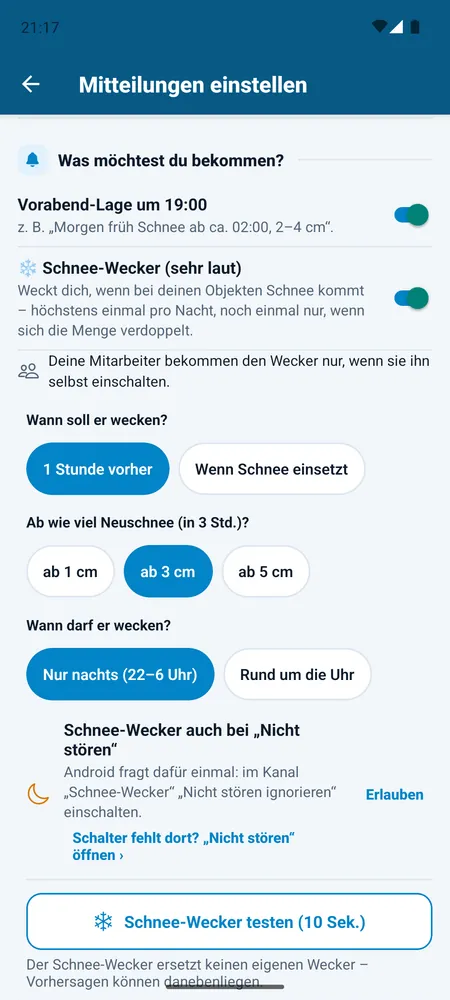 21:17
Mitteilungen einstellen
Was möchtest du bekommen?
Vorabend-Lage um 19:00
z. B. „Morgen früh Schnee ab ca. 02:00, 2–4 cm“.
Schnee-Wecker (sehr laut)
Weckt dich, wenn bei deinen Objekten Schnee kommt
– höchstens einmal pro Nacht, noch einmal nur, wenn
sich die Menge verdoppelt.
Deine Mitarbeiter bekommen den Wecker nur, wenn sie ihn
selbst einschalten.
Wann soll er wecken?
1 Stunde vorher
Wenn Schnee einsetzt
Ab wie viel Neuschnee (in 3 Std.)?
ab 1 cm
ab 3 cm
ab 5 cm
Wann darf er wecken?
Nur nachts (22–6 Uhr)
Rund um die Uhr
Schnee-Wecker auch bei „Nicht
stören“
Android fragt dafür einmal: im Kanal
„Schnee-Wecker“ „Nicht stören ignorieren“
einschalten.
Erlauben
Schalter fehlt dort? „Nicht stören“
öffnen ›
Schnee-Wecker testen (10 Sek.)
Der Schnee-Wecker ersetzt keinen eigenen Wecker –
Vorhersagen können danebenliegen.